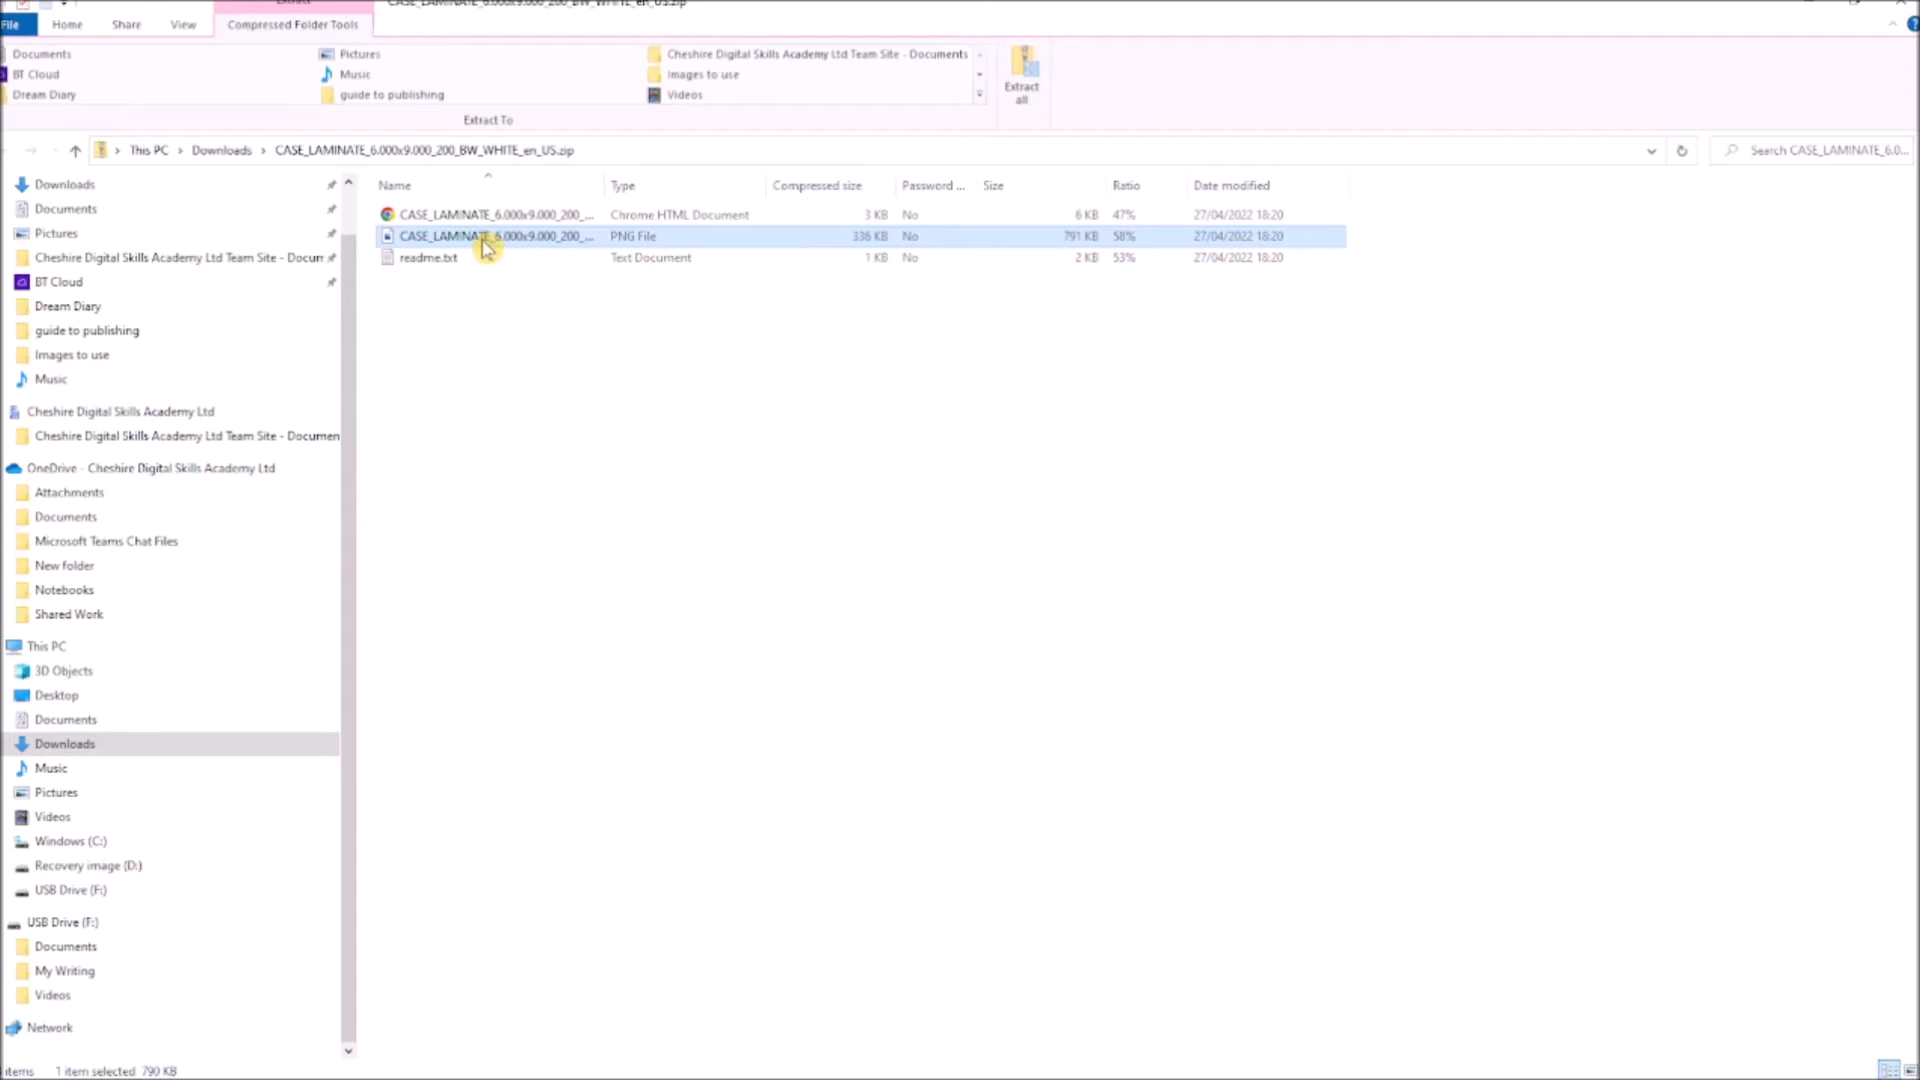 Extract
CASE_LAMINATE_6.000x9.000_200_BW_WHITE_en_US.zip
File
Home
Share
View
Compressed Folder Tools
Documents
Pictures
Cheshire Digital Skills Academy Ltd Team Site - Documents
BT Cloud
Music
Images to use
Dream Diary
guide to publishing
Videos
Extract all
Extract To
This PC > Downloads > CASE_LAMINATE_6.000x9.000_200_BW_WHITE_en_US.zip
Search CASE_LAMINATE_6.0...
Name
Type
Compressed size
Password ...
Size
Ratio
Date modified
CASE_LAMINATE_6.000x9.000_200_... Chrome HTML Document 3 KB No 6 KB 47% 27/04/2022 18:20
CASE_LAMINATE_6.000x9.000_200_... PNG File 336 KB No 791 KB 58% 27/04/2022 18:20
readme.txt Text Document 1 KB No 2 KB 53% 27/04/2022 18:20
Downloads
Documents
Pictures
Cheshire Digital Skills Academy Ltd Team Site - Docum
BT Cloud
Dream Diary
guide to publishing
Images to use
Music
Cheshire Digital Skills Academy Ltd
Cheshire Digital Skills Academy Ltd Team Site - Documen
OneDrive - Cheshire Digital Skills Academy Ltd
Attachments
Documents
Microsoft Teams Chat Files
New folder
Notebooks
Shared Work
This PC
3D Objects
Desktop
Documents
Downloads
Music
Pictures
Videos
Windows (C:)
Recovery image (D:)
USB Drive (F:)
USB Drive (F:)
Documents
My Writing
Videos
Network
items 1 item selected 790 KB